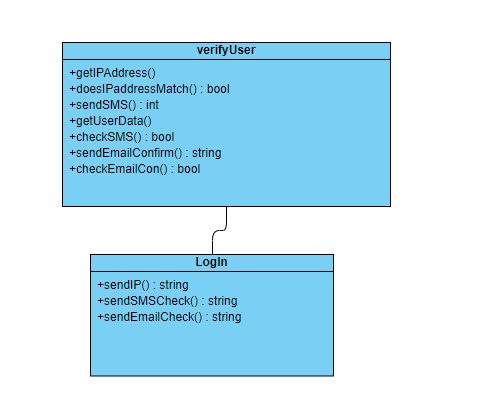 verifyUser
+getIPAddress()
+doesIPaddressMatch() : bool
+sendSMS() : int
+getUserData()
+checkSMS() : bool
+sendEmailConfirm() : string
+checkEmailCon() : bool
LogIn
+sendIP() : string
+sendSMSCheck() : string
+sendEmailCheck() : string